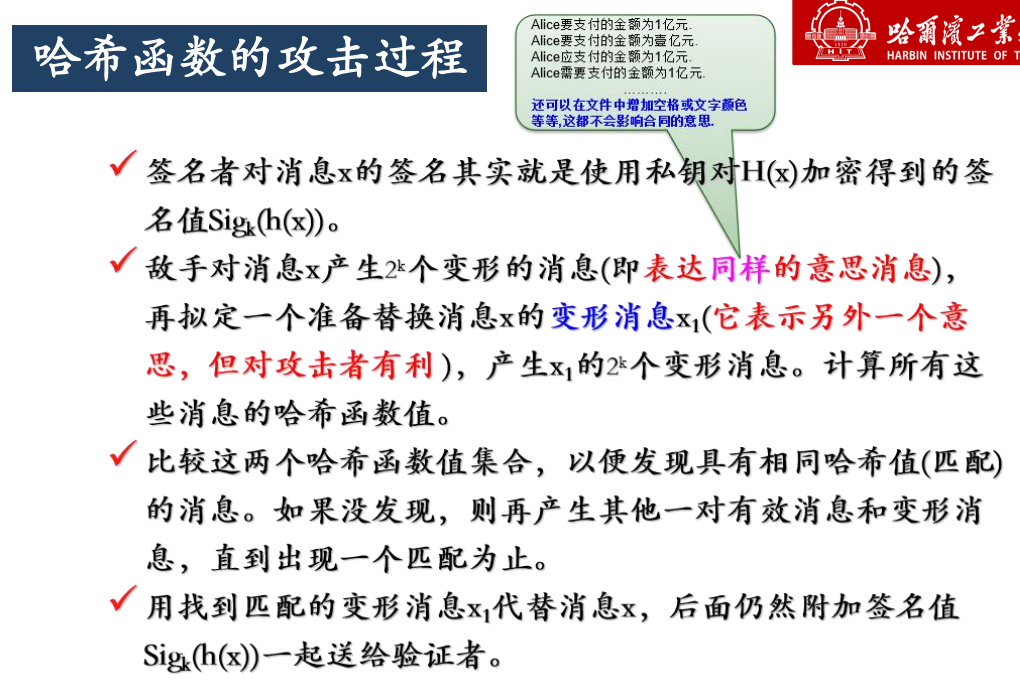 哈希函数的攻击过程
Alice要支付的金额为1亿元.
Alice要支付的金额为壹亿元.
Alice应支付的金额为1亿元.
Alice需要支付的金额为1亿元.
..........
还可以在文件中增加空格或文字颜色
等等,这都不会影响合同的意思.
哈爾濱工業
HARBIN INSTITUTE OF T
HIT
1920
✓ 签名者对消息x的签名其实就是使用私钥对H(x)加密得到的签
名值Sigₖ(h(x))。
✓ 敌手对消息x产生2ᵏ个变形的消息(即表达同样的意思消息)，
再拟定一个准备替换消息x的变形消息x₁(它表示另外一个意
思，但对攻击者有利)，产生x₁的2ᵏ个变形消息。计算所有这
些消息的哈希函数值。
✓ 比较这两个哈希函数值集合，以便发现具有相同哈希值(匹配)
的消息。如果没发现，则再产生其他一对有效消息和变形消
息，直到出现一个匹配为止。
✓ 用找到匹配的变形消息x₁代替消息x，后面仍然附加签名值
Sigₖ(h(x))一起送给验证者。